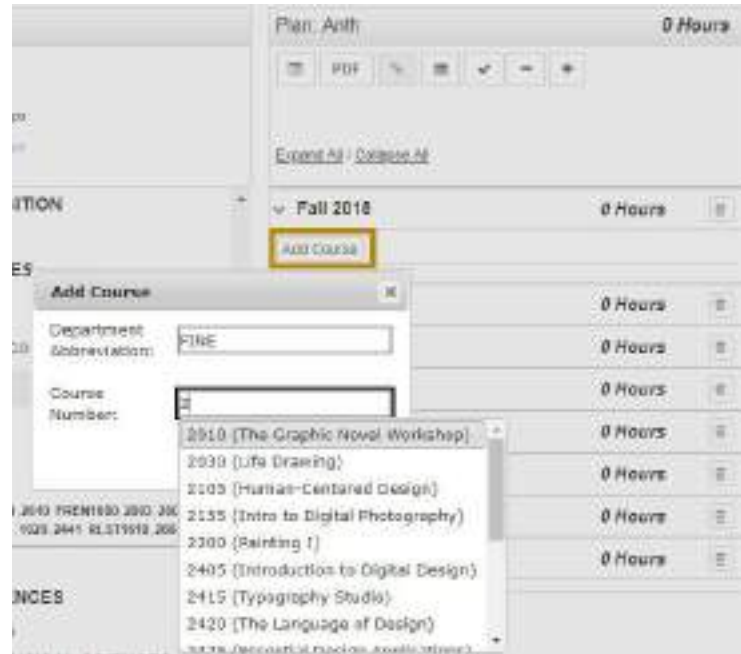 Plan: Anth 0 Hours
PDF
Expand All / Collapse All
ITION
Fall 2018 0 Hours
Add Course
ES
Add Course
0 Hours
Department
Abbreviation:
FINE
0 Hours
0 Hours
Course
Number:
2
0 Hours
2010 (The Graphic Novel Workshop)
2030 (Life Drawing)
0 Hours
2105 (Human-Centered Design)
2135 (Intro to Digital Photography)
0 Hours
2200 (Painting I)
0 Hours
2405 (Introduction to Digital Design)
NCES
2415 (Typography Studio)
2420 (The Language of Design)